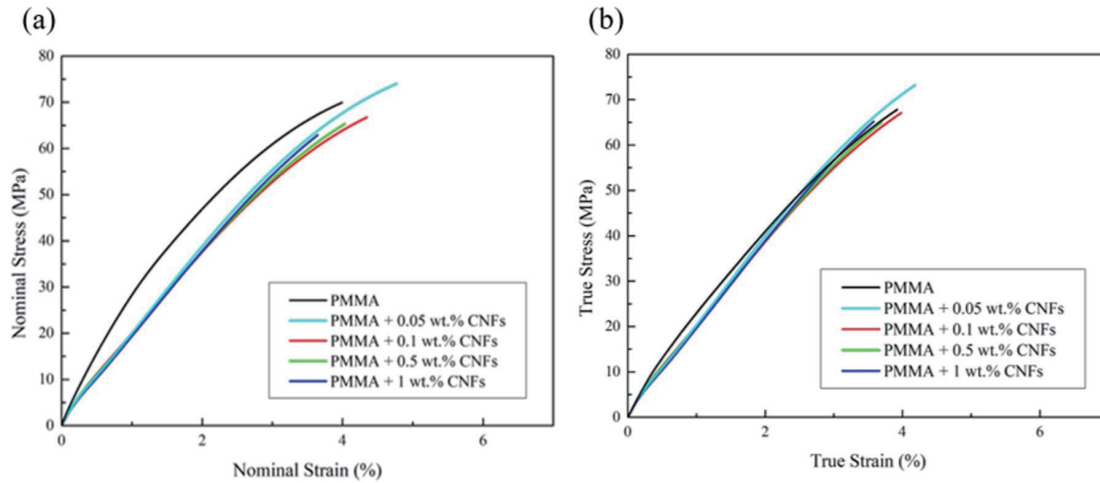 (a)
80
70
60
50
40
30
20
10
0
Nominal Stress (MPa)
PMMA
PMMA + 0.05 wt.% CNFs
PMMA + 0.1 wt.% CNFs
PMMA + 0.5 wt.% CNFs
PMMA + 1 wt.% CNFs
0 2 4 6
Nominal Strain (%)
(b)
80
70
60
50
40
30
20
10
0
True Stress (MPa)
PMMA
PMMA + 0.05 wt.% CNFs
PMMA + 0.1 wt.% CNFs
PMMA + 0.5 wt.% CNFs
PMMA + 1 wt.% CNFs
0 2 4 6
True Strain (%)